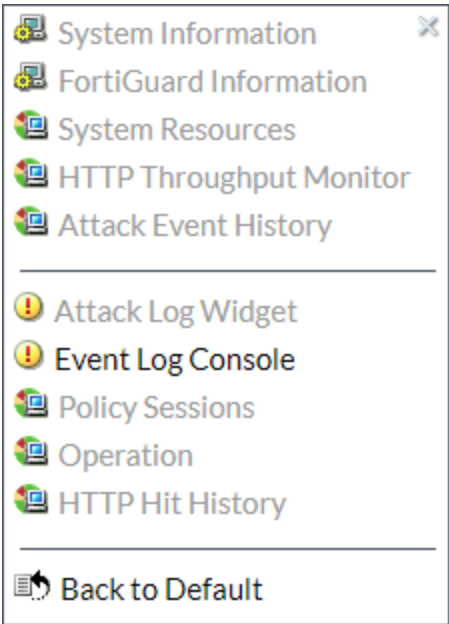 System Information
FortiGuard Information
System Resources
HTTP Throughput Monitor
Attack Event History
Attack Log Widget
Event Log Console
Policy Sessions
Operation
HTTP Hit History
Back to Default